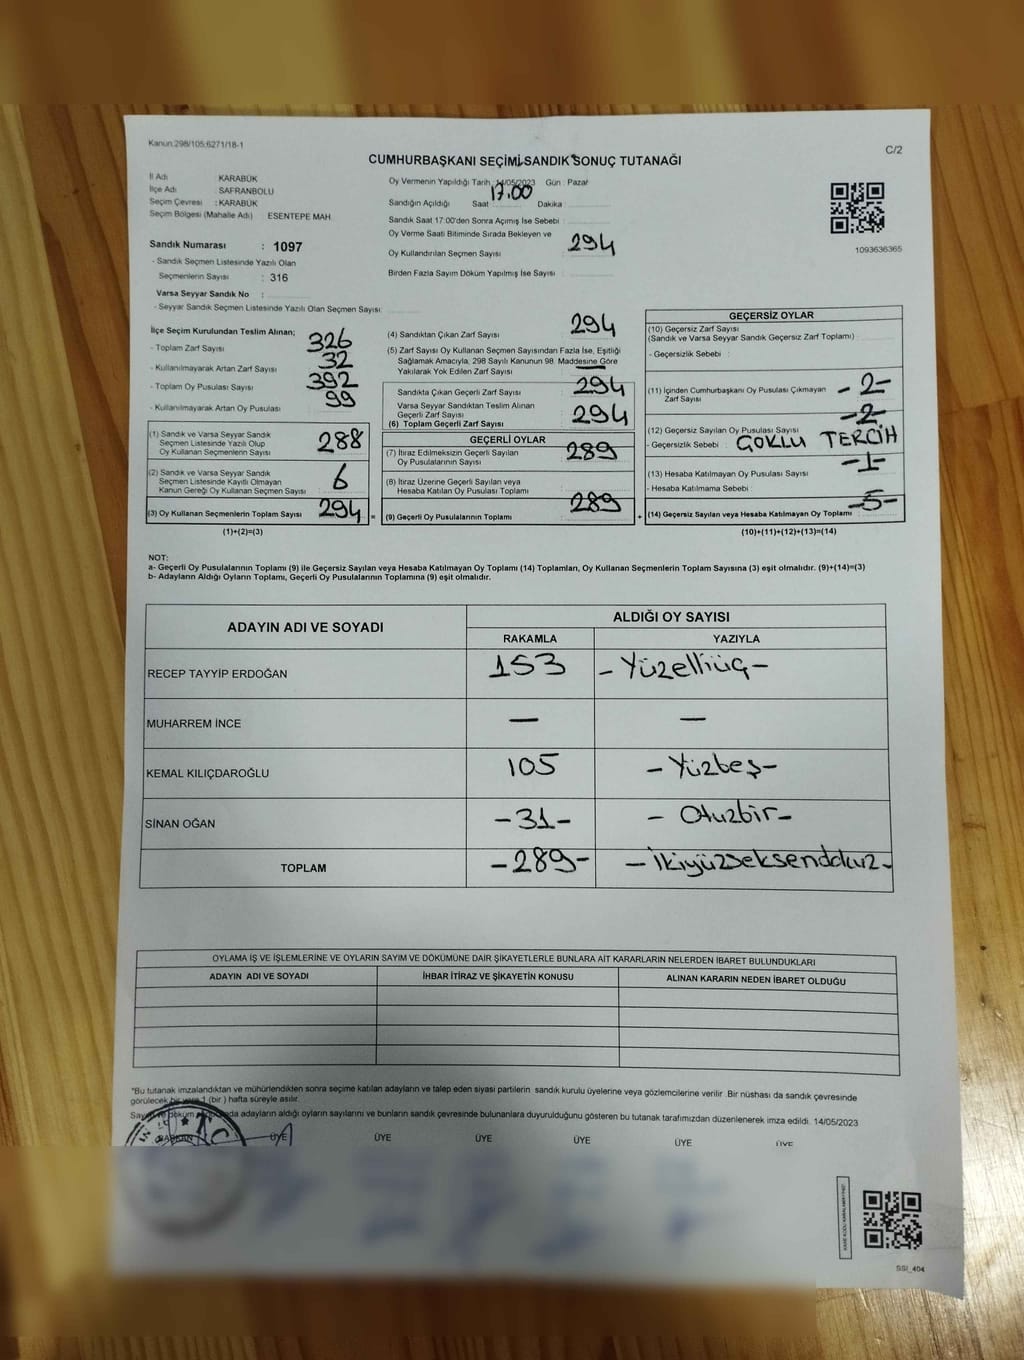 Kanun:298/105;6271/18-1
C/2
CUMHURBAŞKANI SEÇİMİ SANDIK SONUÇ TUTANAĞI
İl Adı : KARABÜK
İlçe Adı : SAFRANBOLU
Seçim Çevresi : KARABÜK
Seçim Bölgesi (Mahalle Adı) ESENTEPE MAH.
Sandık Numarası : 1097
- Sandık Seçmen Listesinde Yazılı Olan
Seçmenlerin Sayısı : 316
Varsa Seyyar Sandık No :
- Seyyar Sandık Seçmen Listesinde Yazılı Olan Seçmen Sayısı:
Oy Vermenin Yapıldığı Tarih 14/05/2023 Gün : Pazar
Sandığın Açıldığı Saat 17.00 Dakika :
Sandık Saat 17:00'den Sonra Açımış İse Sebebi :
Oy Verme Saati Bitiminde Sırada Bekleyen ve
Oy Kullandırılan Seçmen Sayısı : 294
Birden Fazla Sayım Döküm Yapılmış İse Sayısı :
1093636365
İlçe Seçim Kurulundan Teslim Alınan;
- Toplam Zarf Sayısı : 326
- Kullanılmayarak Artan Zarf Sayısı : 32
- Toplam Oy Pusulası Sayısı : 392
- Kullanılmayarak Artan Oy Pusulası : 99
(1) Sandık ve Varsa Seyyar Sandık
Seçmen Listesinde Yazılı Olup
Oy Kullanan Seçmenlerin Sayısı : 288
(2) Sandık ve Varsa Seyyar Sandık
Seçmen Listesinde Kayıtlı Olmayan
Kanun Gereği Oy Kullanan Seçmen Sayısı : 6
(3) Oy Kullanan Seçmenlerin Toplam Sayısı : 294 =
(1)+(2)=(3)
(4) Sandıktan Çıkan Zarf Sayısı : 294
(5) Zarf Sayısı Oy Kullanan Seçmen Sayısından Fazla İse, Eşitliği
Sağlamak Amacıyla, 298 Sayılı Kanunun 98. Maddesine Göre
Yakılarak Yok Edilen Zarf Sayısı : —
Sandıkta Çıkan Geçerli Zarf Sayısı : 294
Varsa Seyyar Sandıktan Teslim Alınan
Geçerli Zarf Sayısı
(6) Toplam Geçerli Zarf Sayısı : 294
GEÇERLİ OYLAR
(7) İtiraz Edilmeksizin Geçerli Sayılan
Oy Pusulalarının Sayısı : 289
(8) İtiraz Üzerine Geçerli Sayılan veya
Hesaba Katılan Oy Pusulası Toplamı :
(9) Geçerli Oy Pusulalarının Toplamı : 289 +
GEÇERSİZ OYLAR
(10) Geçersiz Zarf Sayısı
(Sandık ve Varsa Seyyar Sandık Geçersiz Zarf Toplamı) :
- Geçersizlik Sebebi :
(11) İçinden Cumhurbaşkanı Oy Pusulası Çıkmayan - 2 -
Zarf Sayısı
(12) Geçersiz Sayılan Oy Pusulası Sayısı : -2-
- Geçersizlik Sebebi : ÇOKLU TERCİH
(13) Hesaba Katılmayan Oy Pusulası Sayısı : -1-
- Hesaba Katılmama Sebebi :
(14) Geçersiz Sayılan veya Hesaba Katılmayan Oy Toplamı : -5-
(10)+(11)+(12)+(13)=(14)
NOT:
a- Geçerli Oy Pusulalarının Toplamı (9) ile Geçersiz Sayılan veya Hesaba Katılmayan Oy Toplamı (14) Toplamları, Oy Kullanan Seçmenlerin Toplam Sayısına (3) eşit olmalıdır. (9)+(14)=(3)
b- Adayların Aldığı Oyların Toplamı, Geçerli Oy Pusulalarının Toplamına (9) eşit olmalıdır.
ADAYIN ADI VE SOYADI
ALDIĞI OY SAYISI
RAKAMLA YAZIYLA
RECEP TAYYİP ERDOĞAN 153 - Yüzelliüç -
MUHARREM İNCE — —
KEMAL KILIÇDAROĞLU 105 - Yüzbeş -
SİNAN OĞAN -31- - Otuzbir -
TOPLAM -289- - ikiyüzseksendokuz -
OYLAMA İŞ VE İŞLEMLERİNE VE OYLARIN SAYIM VE DÖKÜMÜNE DAİR ŞİKAYETLERLE BUNLARA AİT KARARLARIN NELERDEN İBARET BULUNDUKLARI
ADAYIN ADI VE SOYADI İHBAR İTİRAZ VE ŞİKAYETİN KONUSU ALINAN KARARIN NEDEN İBARET OLDUĞU
*Bu tutanak imzalandıktan ve mühürlendikten sonra seçime katılan adayların ve talep eden siyasi partilerin sandık kurulu üyelerine veya gözlemcilerine verilir .Bir nüshası da sandık çevresinde
görülecek bir yere 1 (bir ) hafta süreyle asılır.
Sayım ve döküm adayların aldığı oyların sayılarını ve bunların sandık çevresinde bulunanlara duyurulduğunu gösteren bu tutanak tarafımızdan düzenlenerek imza edildi. 14/05/2023
BAŞKAN ÜYE ÜYE ÜYE ÜYE ÜYE ÜYE
SSI_404